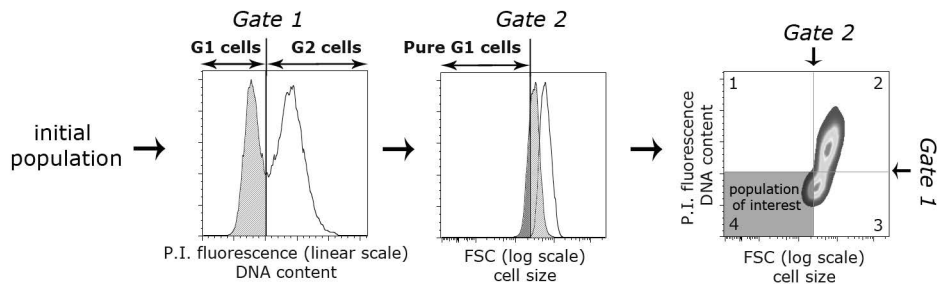 initial
population
Gate 1
G1 cells
G2 cells
P.I. fluorescence (linear scale)
DNA content
Gate 2
Pure G1 cells
FSC (log scale)
cell size
Gate 2
1
2
population
of interest
4
3
P.I. fluorescence
DNA content
Gate 1
FSC (log scale)
cell size